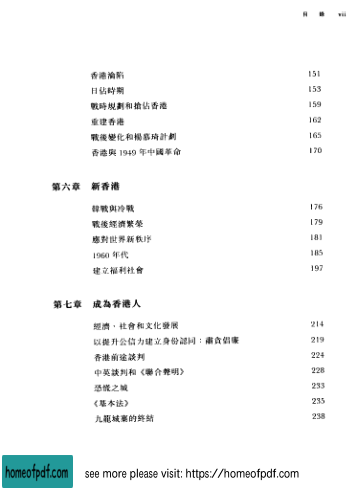 目 錄 vii
香港淪陷 151
日佔時期 153
戰時規劃和搶佔香港 159
重建香港 162
戰後變化和楊慕琦計劃 165
香港與 1949 年中國革命 170
第六章 新香港
韓戰與冷戰 176
戰後經濟繁榮 179
應對世界新秩序 181
1960 年代 185
建立福利社會 197
第七章 成為香港人
經濟、社會和文化發展 214
以提升公信力建立身份認同：肅貪倡廉 219
香港前途談判 224
中英談判和《聯合聲明》 228
恐慌之城 233
《基本法》 235
九龍城寨的終結 238
homeofpdf.com see more please visit: https://homeofpdf.com